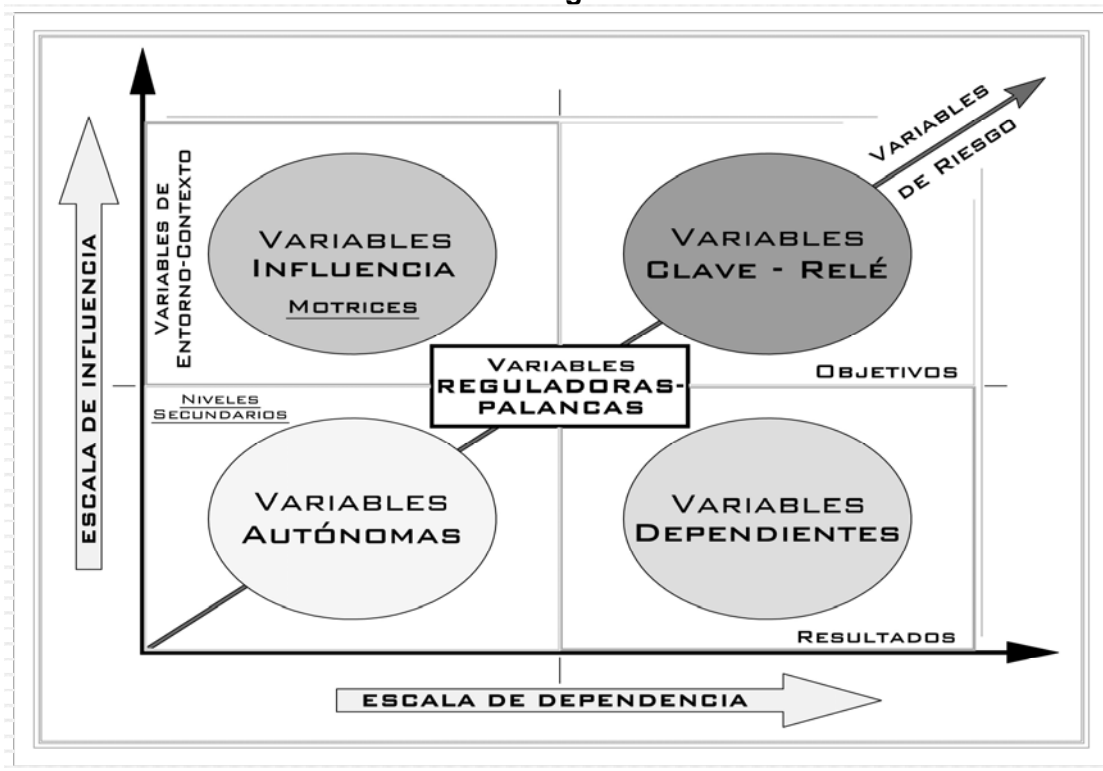 VARIABLES
DE RIESGO
VARIABLES DE
ENTORNO-CONTEXTO
VARIABLES
INFLUENCIA
MOTRICES
VARIABLES
CLAVE - RELÉ
ESCALA DE INFLUENCIA
VARIABLES
REGULADORAS-
PALANCAS
OBJETIVOS
NIVELES
SECUNDARIOS
VARIABLES
AUTÓNOMAS
VARIABLES
DEPENDIENTES
RESULTADOS
ESCALA DE DEPENDENCIA